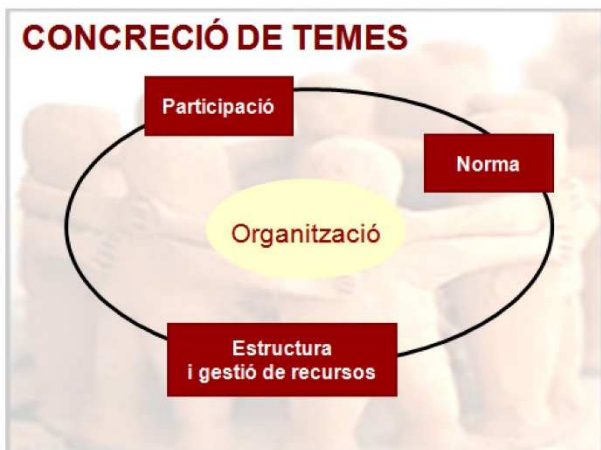 CONCRECIÓ DE TEMES
Participació
Norma
Organització
Estructura
i gestió de recursos